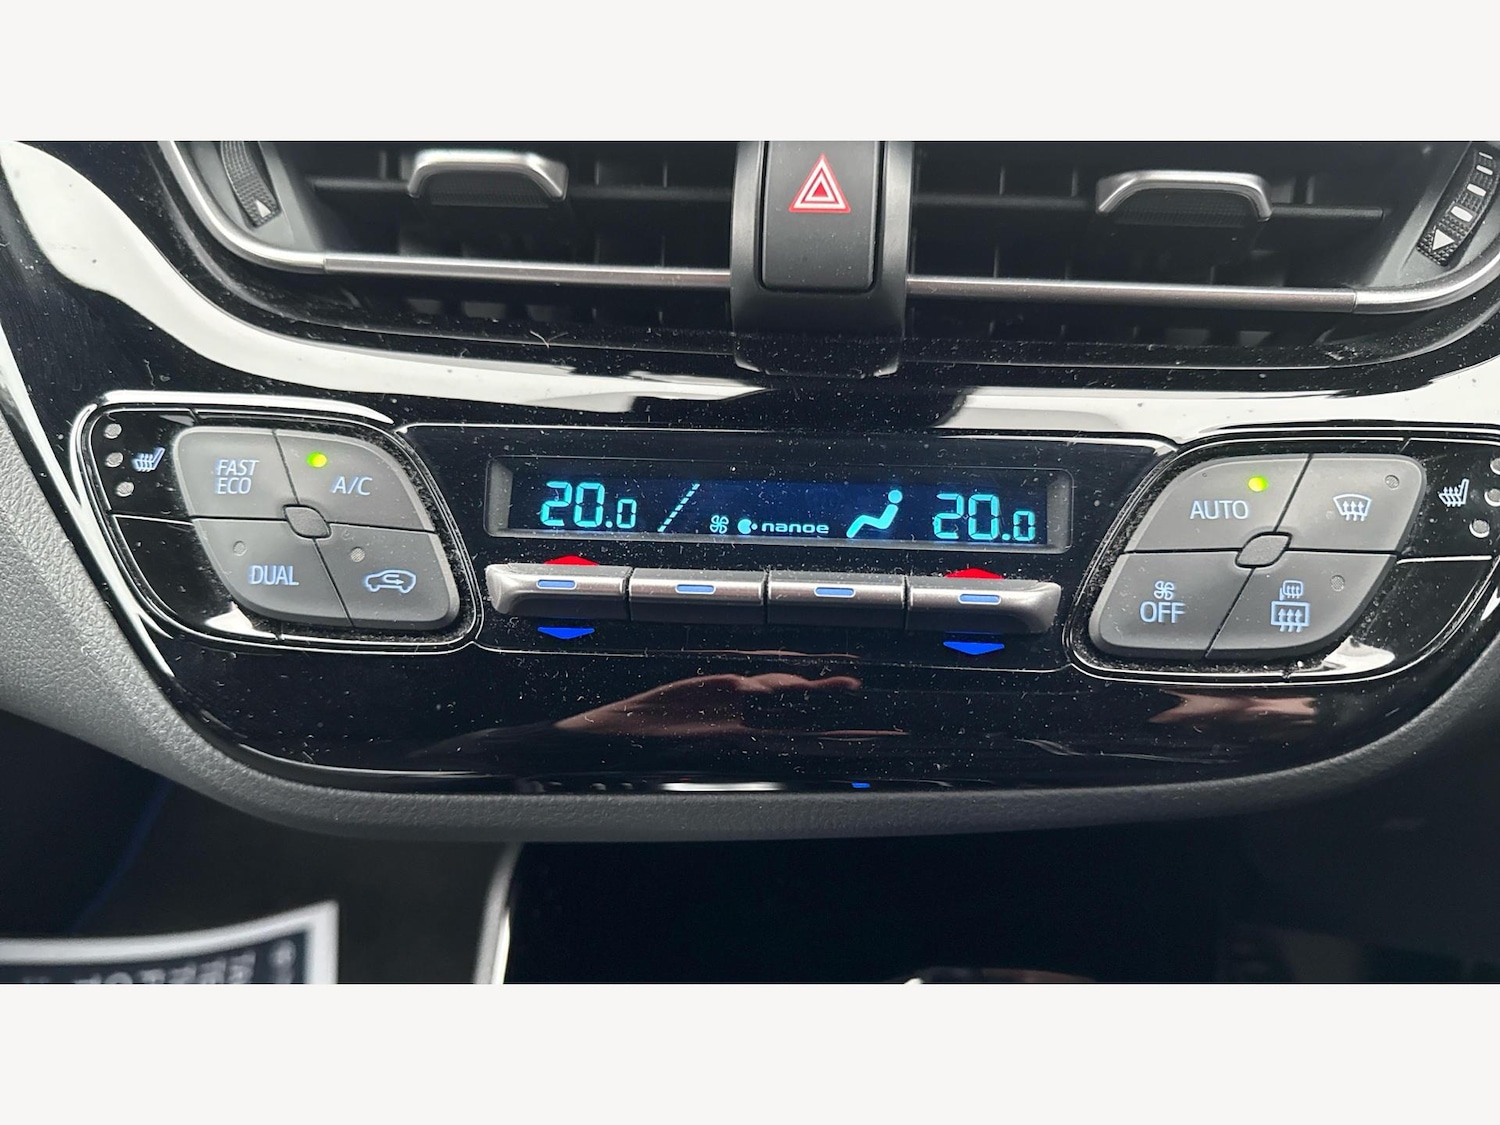 FAST
ECO
A/C
DUAL
20.0
nanoe
20.0
AUTO
OFF